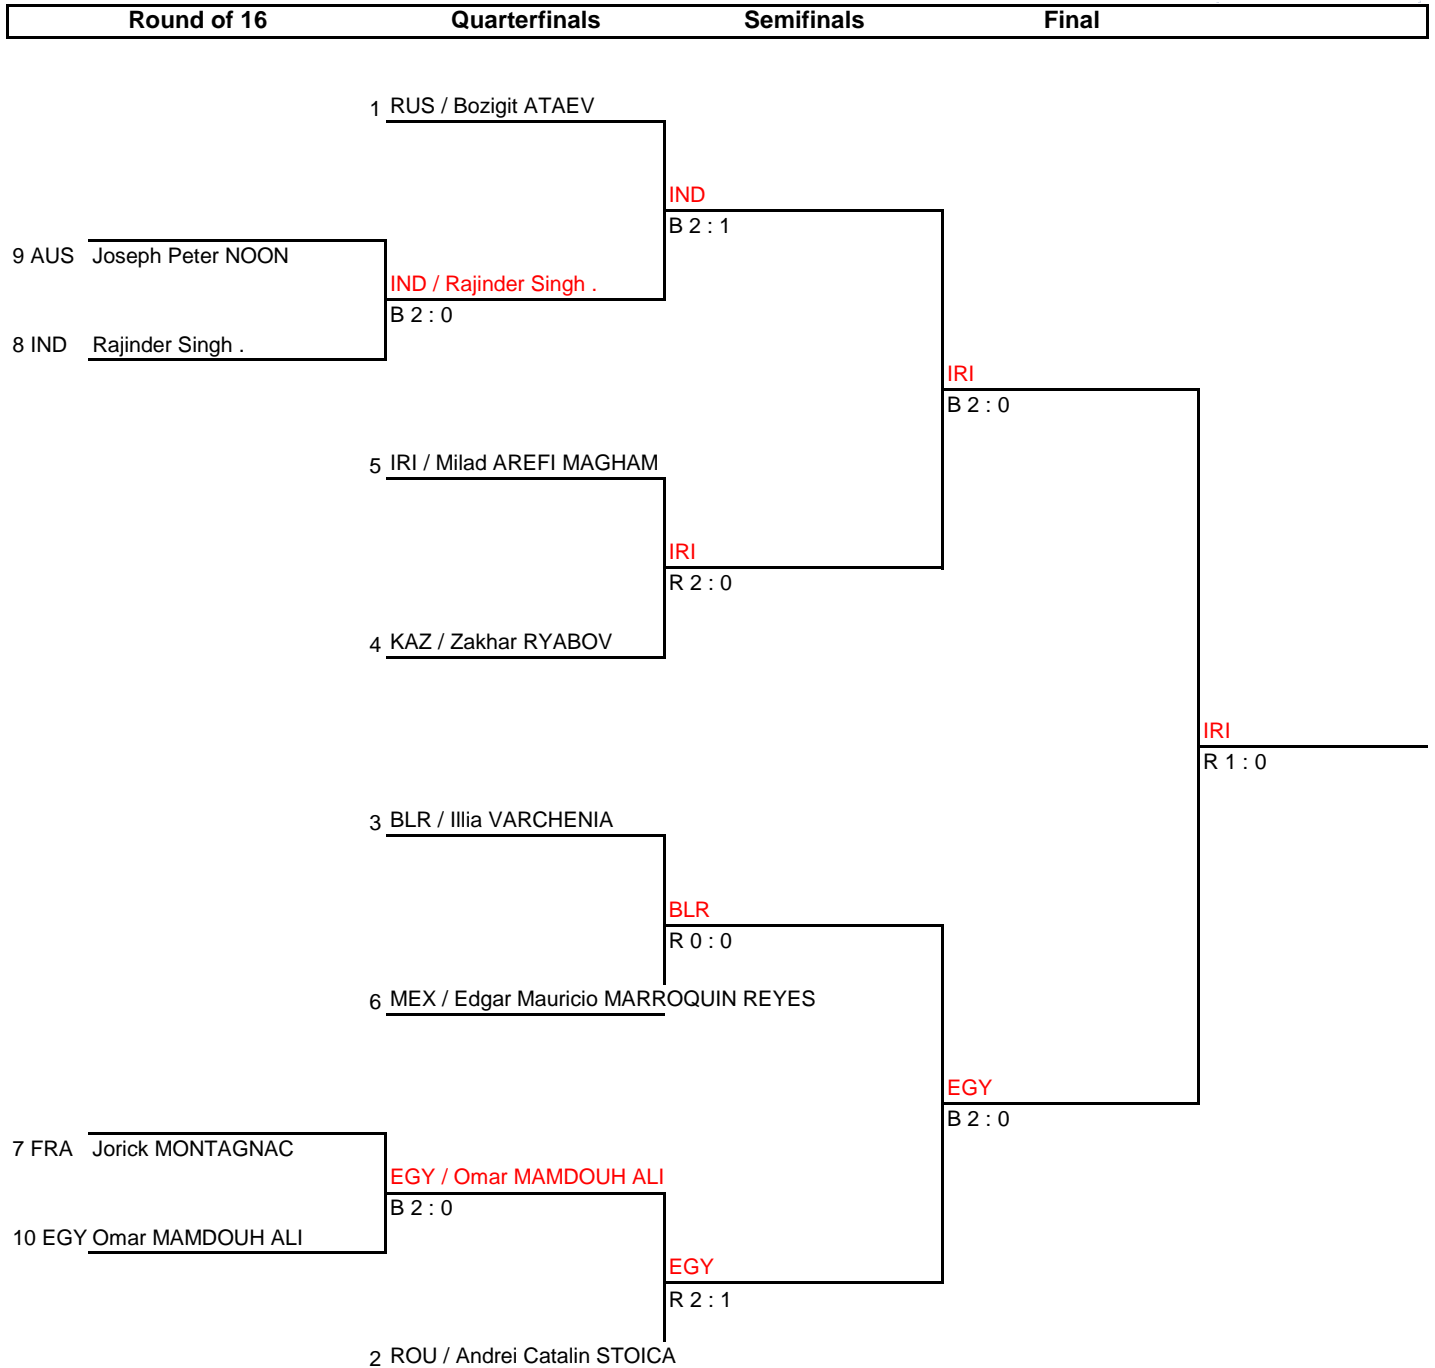 Round of 16 Quarterfinals Semifinals Final
1 RUS / Bozigit ATAEV
IND
B 2 : 1
9 AUS Joseph Peter NOON
IND / Rajinder Singh .
B 2 : 0
8 IND Rajinder Singh .
IRI
B 2 : 0
5 IRI / Milad AREFI MAGHAM
IRI
R 2 : 0
4 KAZ / Zakhar RYABOV
IRI
R 1 : 0
3 BLR / Illia VARCHENIA
BLR
R 0 : 0
6 MEX / Edgar Mauricio MARROQUIN REYES
EGY
B 2 : 0
7 FRA Jorick MONTAGNAC
EGY / Omar MAMDOUH ALI
B 2 : 0
10 EGY Omar MAMDOUH ALI
EGY
R 2 : 1
2 ROU / Andrei Catalin STOICA